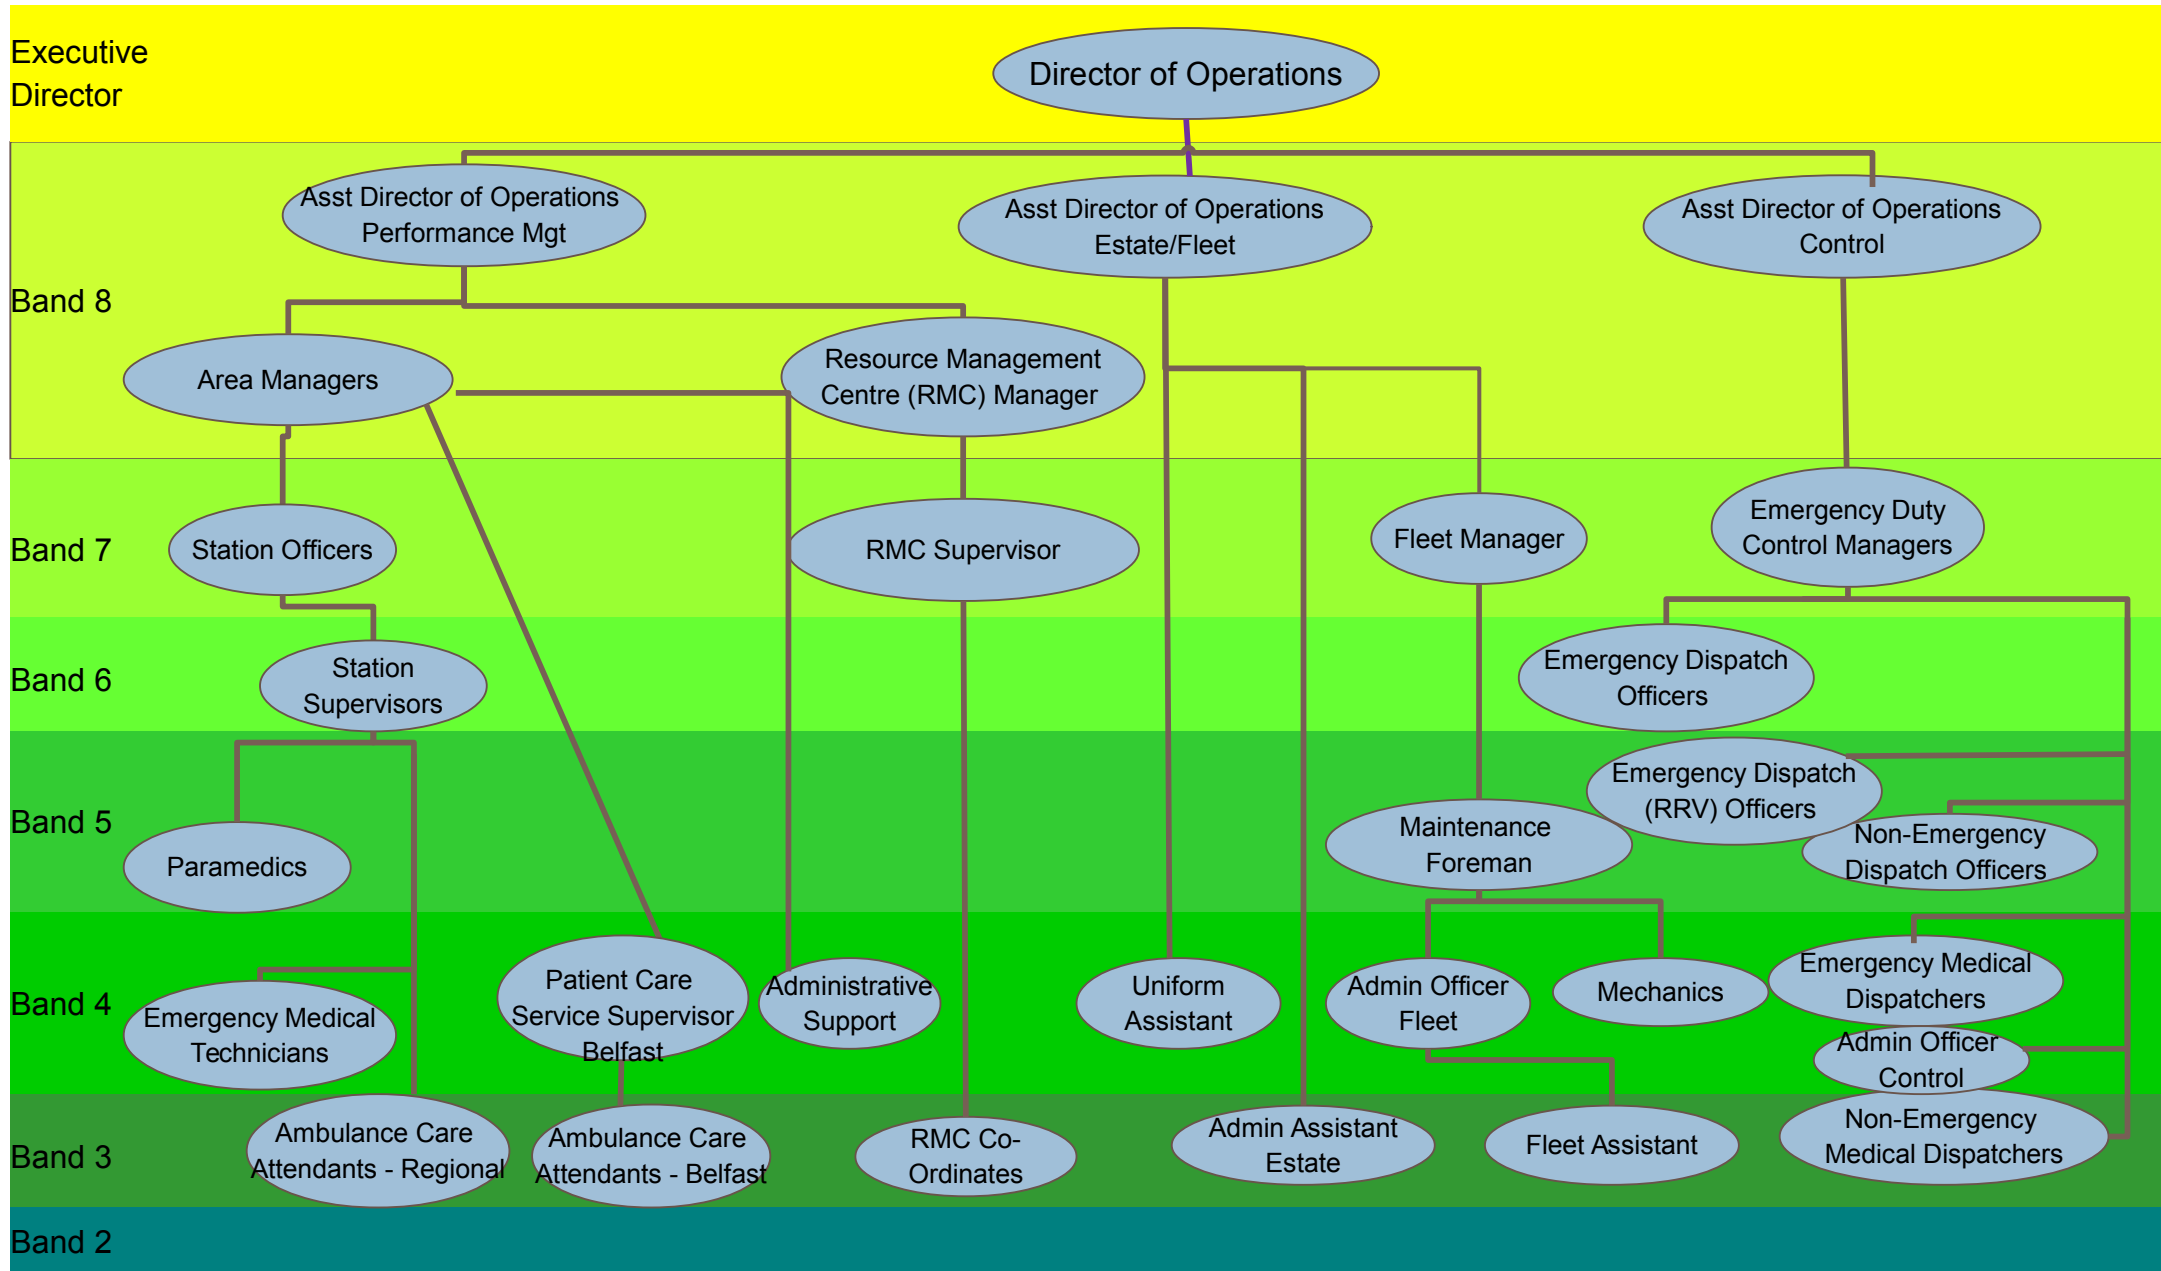 Executive
Director
Director of Operations
Asst Director of Operations
Performance Mgt
Asst Director of Operations
Estate/Fleet
Asst Director of Operations
Control
Band 8
Area Managers
Resource Management
Centre (RMC) Manager
Band 7
Station Officers
RMC Supervisor
Fleet Manager
Emergency Duty
Control Managers
Band 6
Station
Supervisors
Emergency Dispatch
Officers
Band 5
Paramedics
Maintenance
Foreman
Emergency Dispatch
(RRV) Officers
Non-Emergency
Dispatch Officers
Band 4
Emergency Medical
Technicians
Patient Care
Service Supervisor
Belfast
Administrative
Support
Uniform
Assistant
Admin Officer
Fleet
Mechanics
Emergency Medical
Dispatchers
Admin Officer
Control
Band 3
Ambulance Care
Attendants - Regional
Ambulance Care
Attendants - Belfast
RMC Co-
Ordinates
Admin Assistant
Estate
Fleet Assistant
Non-Emergency
Medical Dispatchers
Band 2